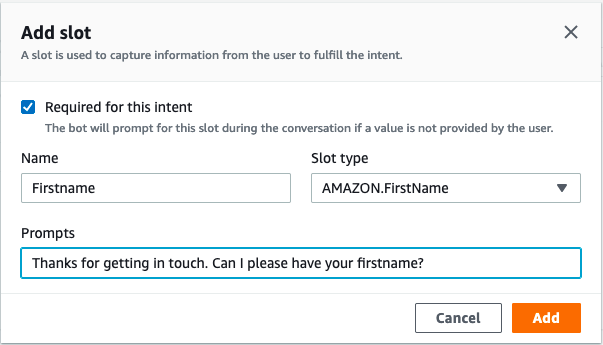 Add slot
A slot is used to capture information from the user to fulfill the intent.
Required for this intent
The bot will prompt for this slot during the conversation if a value is not provided by the user.
Name
Slot type
Firstname
AMAZON.FirstName
Prompts
Thanks for getting in touch. Can I please have your firstname?
Cancel
Add